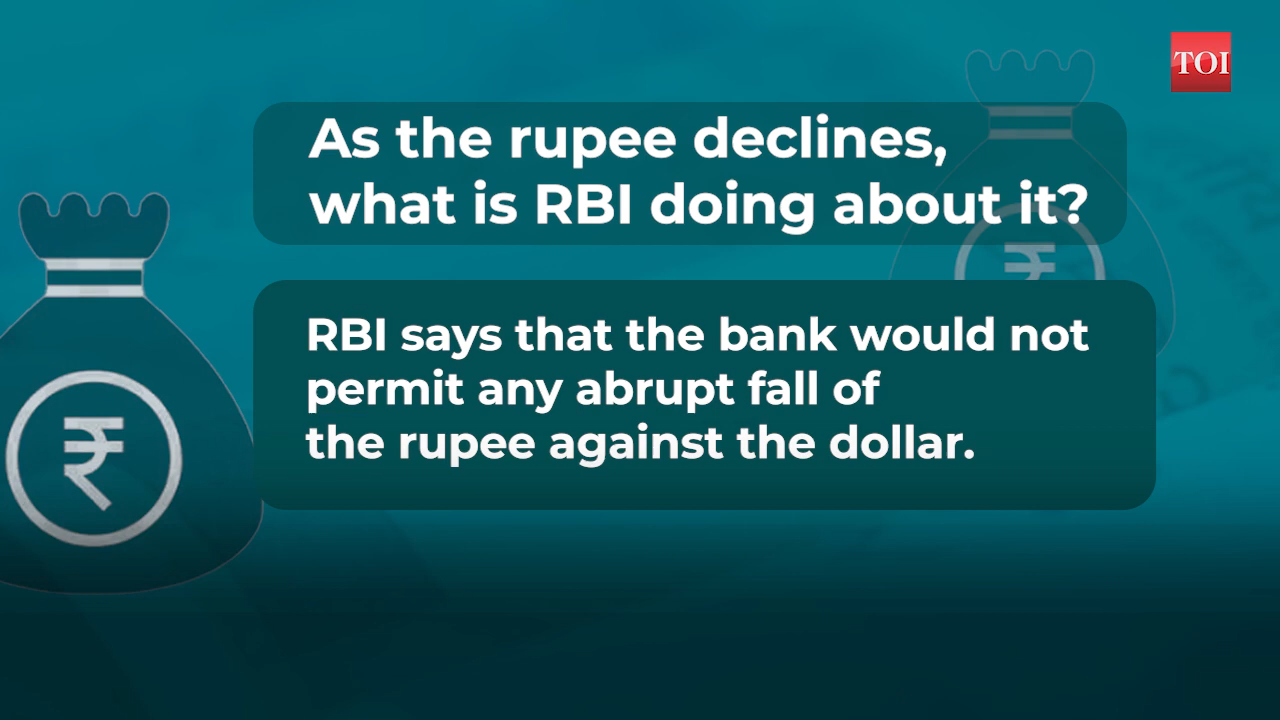 TOI
As the rupee declines,
what is RBI doing about it?
₹
RBI says that the bank would not
permit any abrupt fall of
the rupee against the dollar.
₹